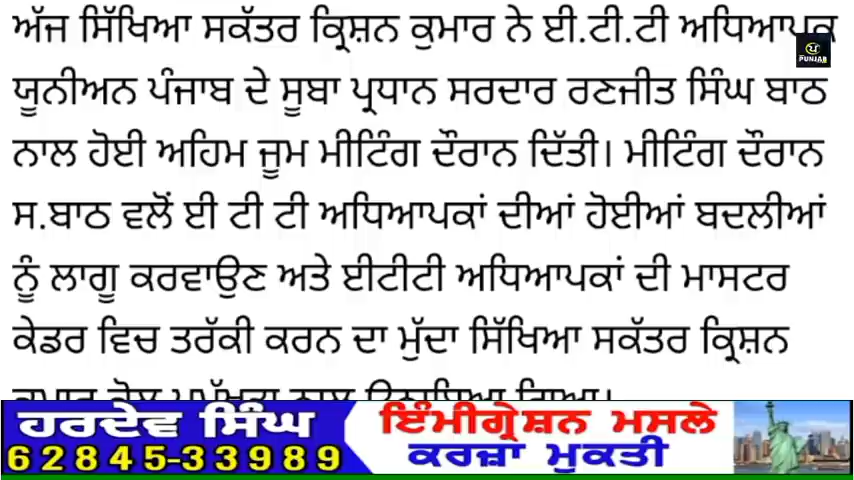 ਅੱਜ ਸਿੱਖਿਆ ਸਕੱਤਰ ਕ੍ਰਿਸ਼ਨ ਕੁਮਾਰ ਨੇ ਈ.ਟੀ.ਟੀ ਅਧਿਆਪਕ
ਪੰ
PUNJAB
ਯੂਨੀਅਨ ਪੰਜਾਬ ਦੇ ਸੂਬਾ ਪ੍ਰਧਾਨ ਸਰਦਾਰ ਰਣਜੀਤ ਸਿੰਘ ਬਾਠ
ਨਾਲ ਹੋਈ ਅਹਿਮ ਜੂਮ ਮੀਟਿੰਗ ਦੌਰਾਨ ਦਿੱਤੀ। ਮੀਟਿੰਗ ਦੌਰਾਨ
ਸ.ਬਾਠ ਵਲੋਂ ਈ ਟੀ ਟੀ ਅਧਿਆਪਕਾਂ ਦੀਆਂ ਹੋਈਆਂ ਬਦਲੀਆਂ
ਨੂੰ ਲਾਗੂ ਕਰਵਾਉਣ ਅਤੇ ਈਟੀਟੀ ਅਧਿਆਪਕਾਂ ਦੀ ਮਾਸਟਰ
ਕੇਡਰ ਵਿਚ ਤਰੱਕੀ ਕਰਨ ਦਾ ਮੁੱਦਾ ਸਿੱਖਿਆ ਸਕੱਤਰ ਕ੍ਰਿਸ਼ਨ
ਹਰਦੇਵ ਸਿੰਘ
62845-33989
ਇੰਮੀਗ੍ਰੇਸ਼ਨ ਮਸਲੇ
ਕਰਜ਼ਾ ਮੁਕਤੀ